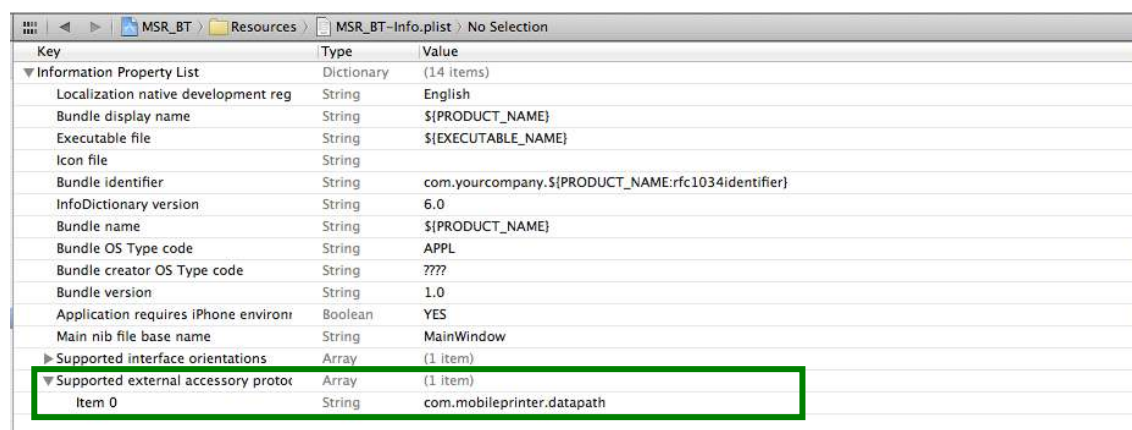 MSR_BT Resources MSR_BT-Info.plist No Selection
Key Type Value
Information Property List Dictionary (14 items)
Localization native development reg String English
Bundle display name String ${PRODUCT_NAME}
Executable file String ${EXECUTABLE_NAME}
Icon file String
Bundle identifier String com.yourcompany.${PRODUCT_NAME:rfc1034identifier}
InfoDictionary version String 6.0
Bundle name String ${PRODUCT_NAME}
Bundle OS Type code String APPL
Bundle creator OS Type code String ????
Bundle version String 1.0
Application requires iPhone environ Boolean YES
Main nib file base name String MainWindow
Supported interface orientations Array (1 item)
Supported external accessory protoc Array (1 item)
Item 0 String com.mobileprinter.datapath